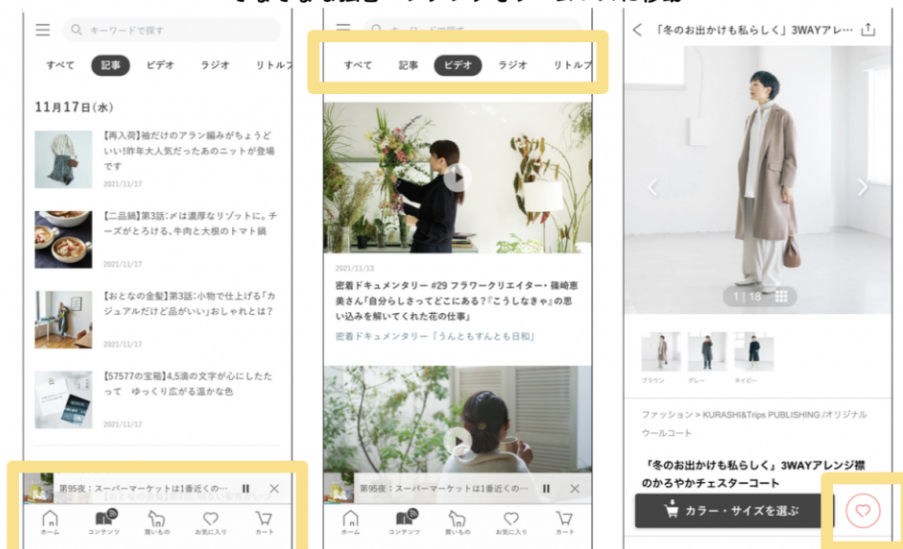 キーワードで探す
すべて 記事 ビデオ ラジオ リトルプ
11月17日(水)
【再入荷】袖だけのアラン編みがちょうど
いい!昨年大人気だったあのニットが登場
です
2021/11/17
【二品鍋】第3話:〆は濃厚なリゾットに。チ
ーズがとろける、牛肉と大根のトマト鍋
2021/11/17
【おとなの金髪】第3話:小物で仕上げる「カ
ジュアルだけど品がいい」おしゃれとは?
2021/11/17
【57577の宝箱】4,5滴の文字が心にしたた
って ゆっくり広がる温かな色
2021/11/17
第95夜:スーパーマーケットは1番近くの…
ホーム コンテンツ 買いもの お気に入り カート
すべて 記事 ビデオ ラジオ リトルプ
2021/11/13
密着ドキュメンタリー #29 フラワークリエイター・篠崎恵
美さん「自分らしさってどこにある?『こうしなきゃ』の思
い込みを解いてくれた花の仕事」
密着ドキュメンタリー「うんともすんとも日和」
第95夜:スーパーマーケットは1番近くの…
ホーム コンテンツ 買いもの お気に入り カート
「冬のお出かけも私らしく」3WAYアレ…
1 | 18
ブラウン グレー ネイビー
ファッション > KURASHI&Trips PUBLISHING /オリジナル
ウールコート
「冬のお出かけも私らしく」3WAYアレンジ襟
のかろやかチェスターコート
カラー・サイズを選ぶ